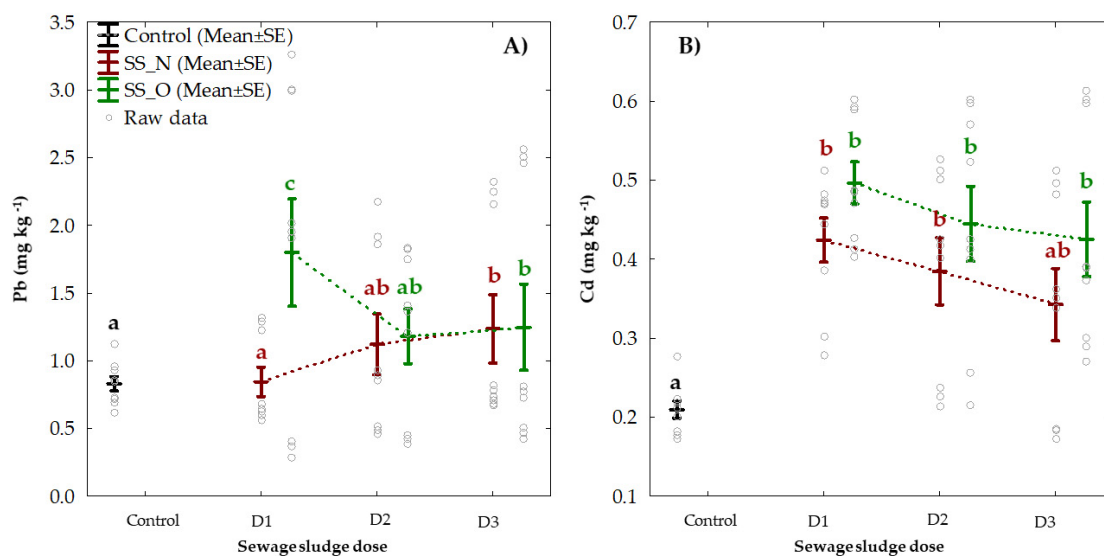 3.5
3.0
2.5
2.0
1.5
1.0
0.5
0.0
Pb (mg kg -1)
Control (Mean±SE)
SS_N (Mean±SE)
SS_O (Mean±SE)
Raw data
A)
a
a
c
ab
ab
b
b
Control
D1
D2
D3
Sewage sludge dose
0.7
0.6
0.5
0.4
0.3
0.2
0.1
Cd (mg kg -1)
B)
a
b
b
b
b
ab
b
Control
D1
D2
D3
Sewage sludge dose